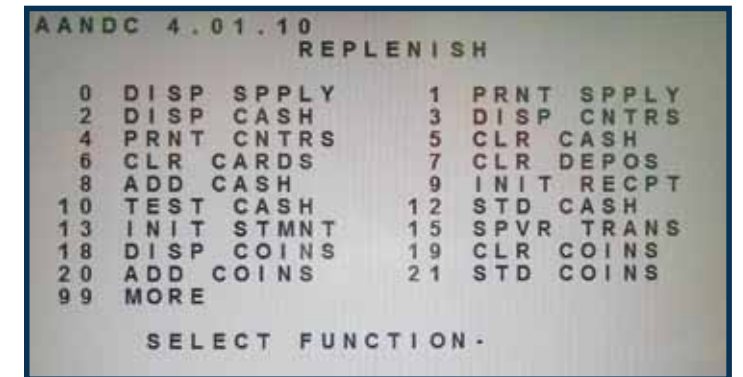 AANDC 4.01.10
REPLENISH
0 DISP SPPLY 1 PRNT SPPLY
2 DISP CASH 3 DISP CNTRS
4 PRNT CNTRS 5 CLR CASH
6 CLR CARDS 7 CLR DEPOS
8 ADD CASH 9 INIT RECPT
10 TEST CASH 12 STD CASH
13 INIT STMNT 15 SPVR TRANS
18 DISP COINS 19 CLR COINS
20 ADD COINS 21 STD COINS
99 MORE
SELECT FUNCTION-